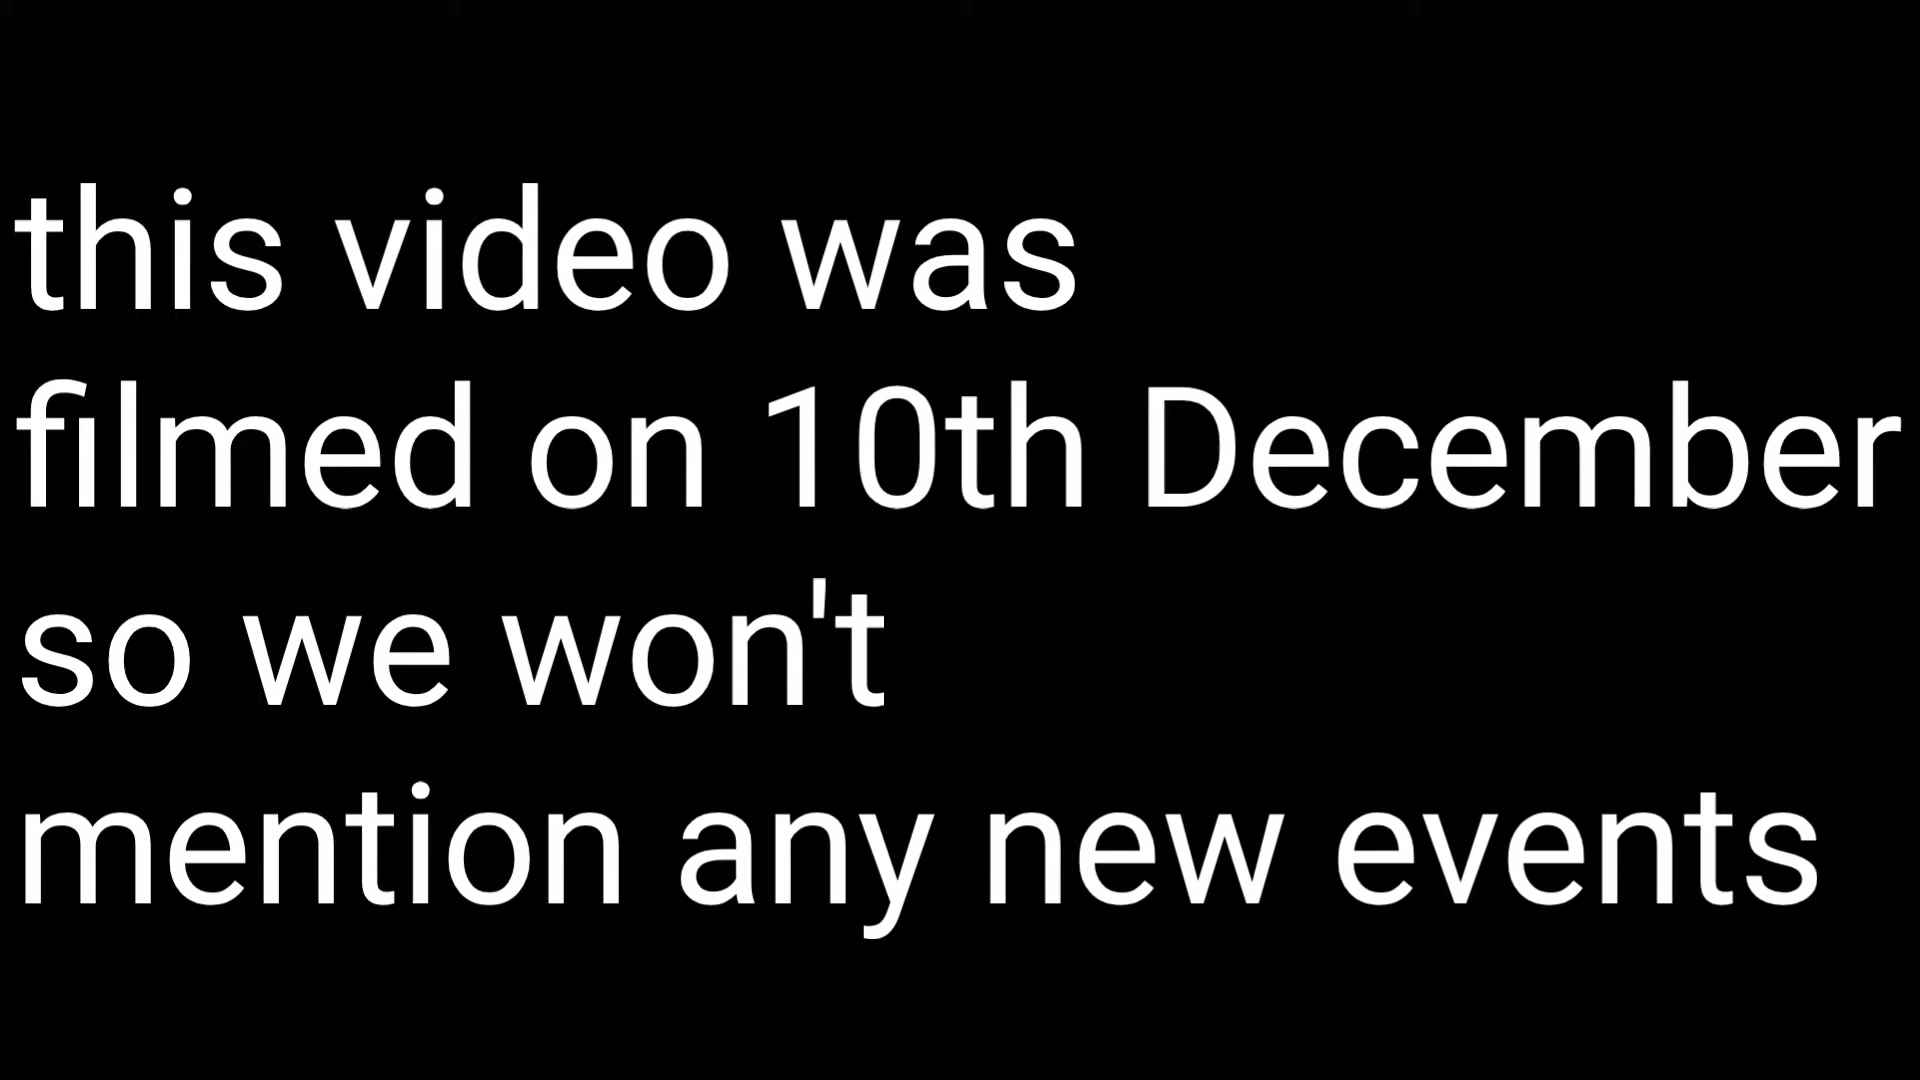 this video was
filmed on 10th December
so we won't
mention any new events